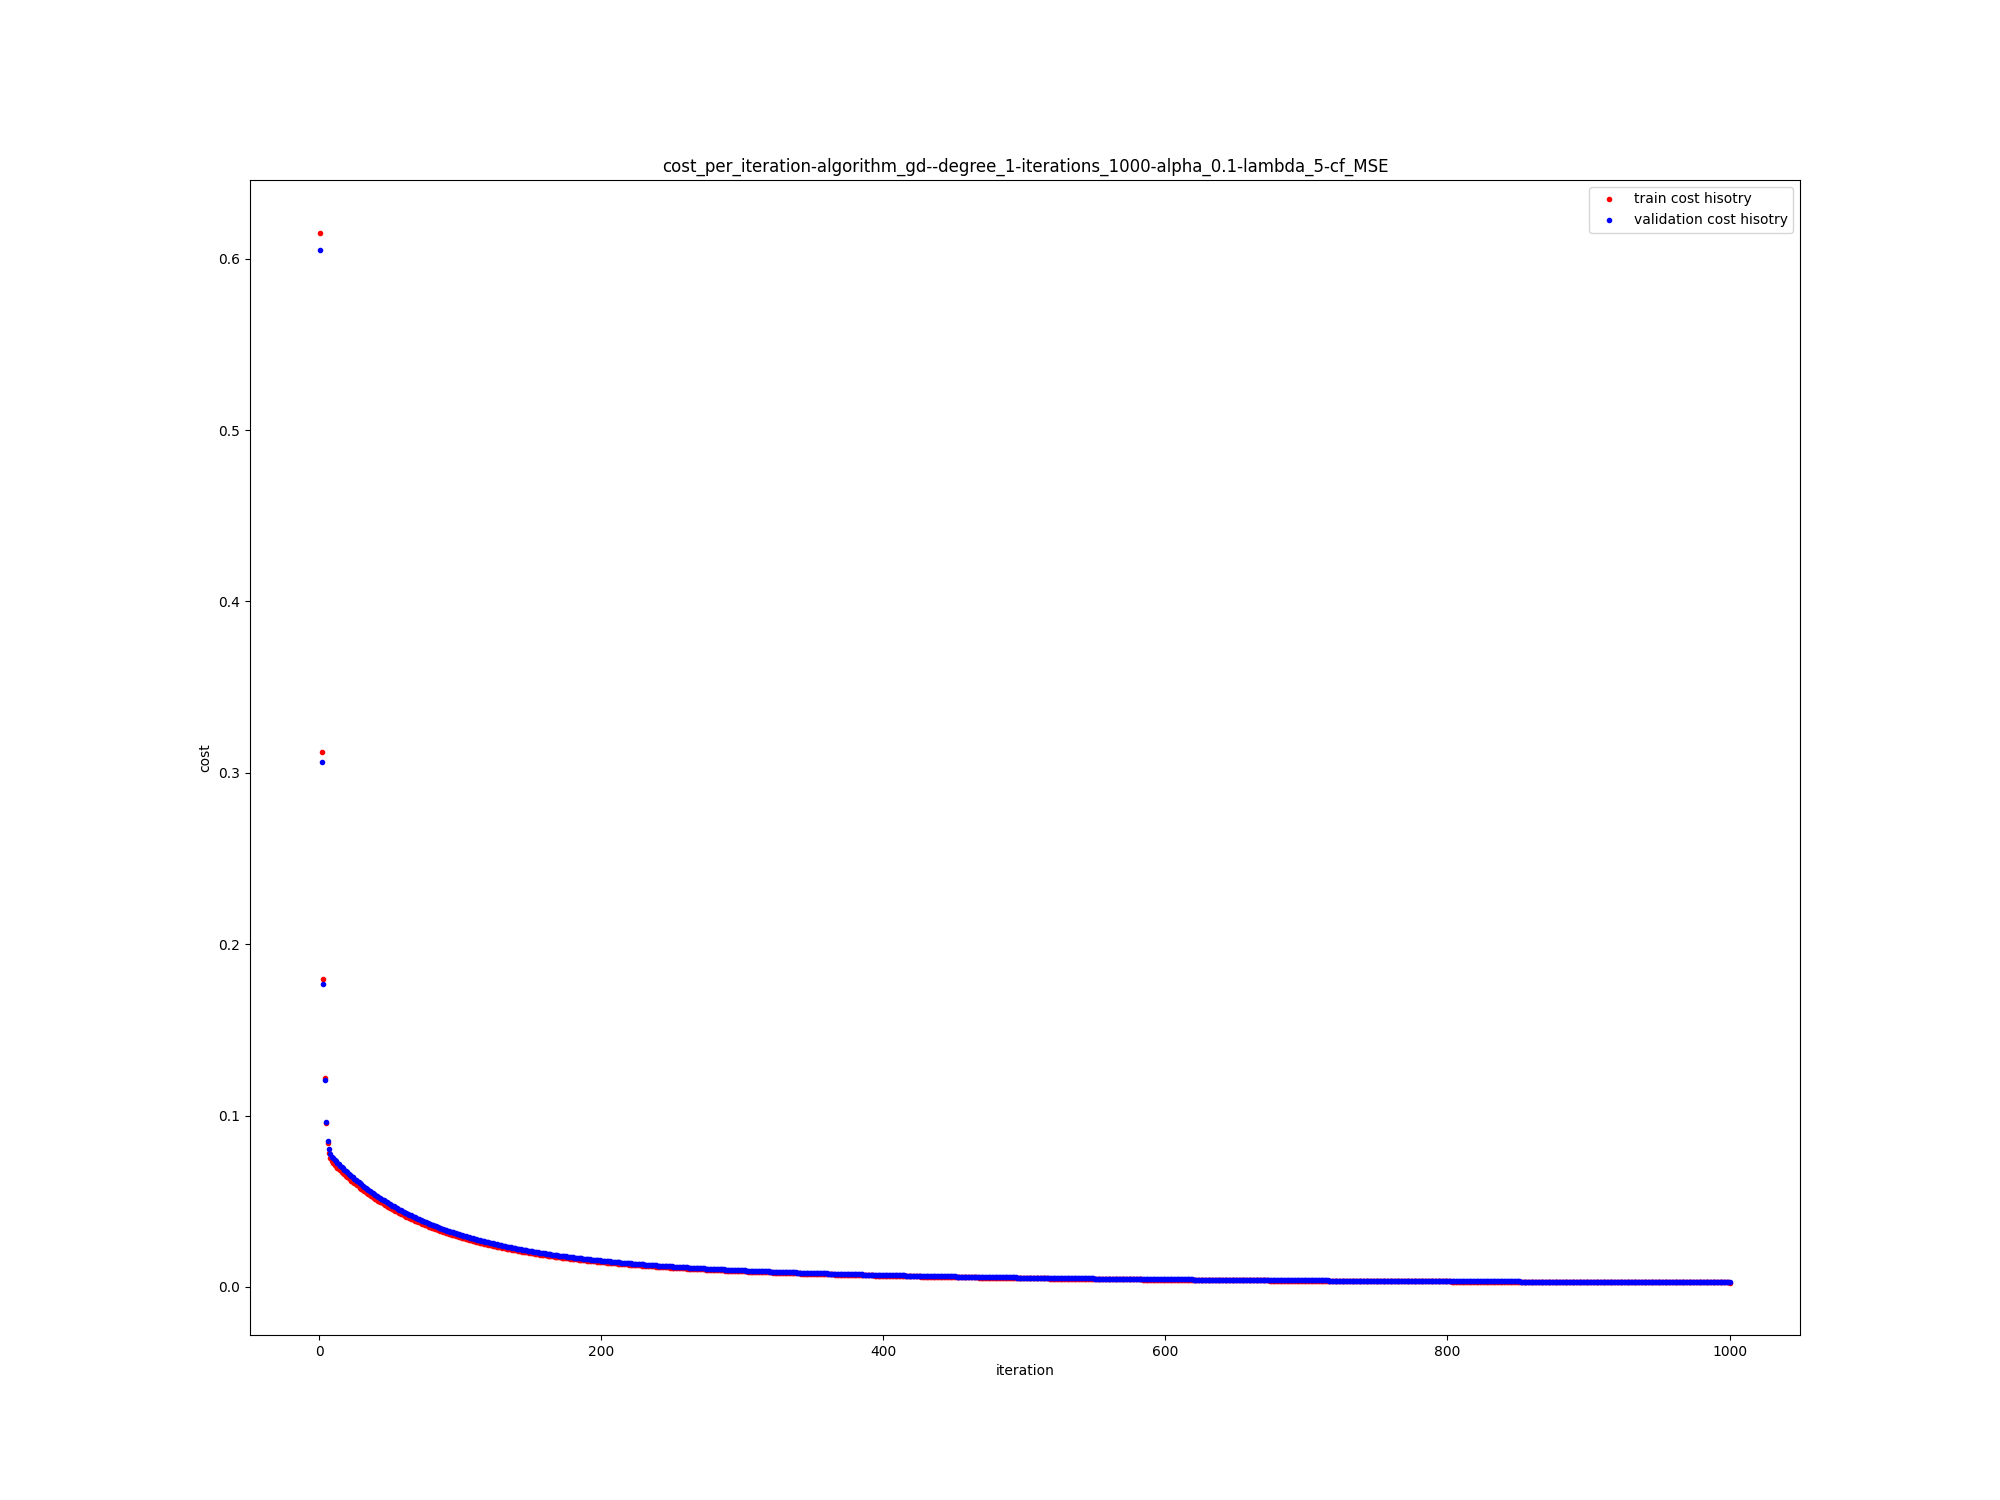 cost_per_iteration-algorithm_gd--degree_1-iterations_1000-alpha_0.1-lambda_5-cf_MSE
train cost hisotry
validation cost hisotry
0.6
0.5
0.4
0.3
0.2
0.1
0.0
cost
0 200 400 600 800 1000
iteration